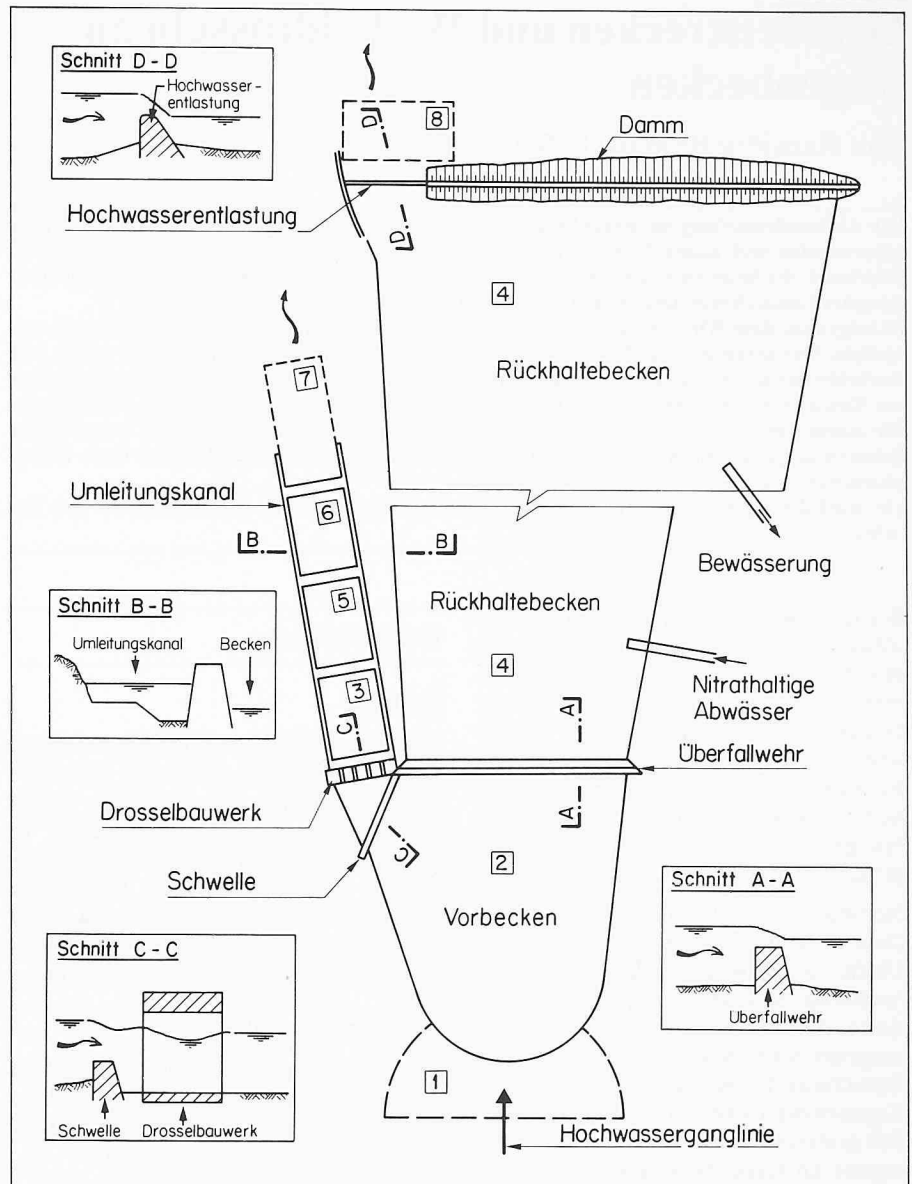 Schnitt D - D
Hochwasser-
entlastung
D
8
Damm
Hochwasserentlastung
D
4
Rückhaltebecken
7
Umleitungskanal
6
B
B
Bewässerung
Schnitt B - B
Umleitungskanal
Becken
5
Rückhaltebecken
4
Nitrathaltige
Abwässer
3
C
A
Überfallwehr
Drosselbauwerk
A
C
Schwelle
2
Vorbecken
Schnitt A - A
Überfallwehr
Schnitt C - C
Schwelle
Drosselbauwerk
1
Hochwasserganglinie